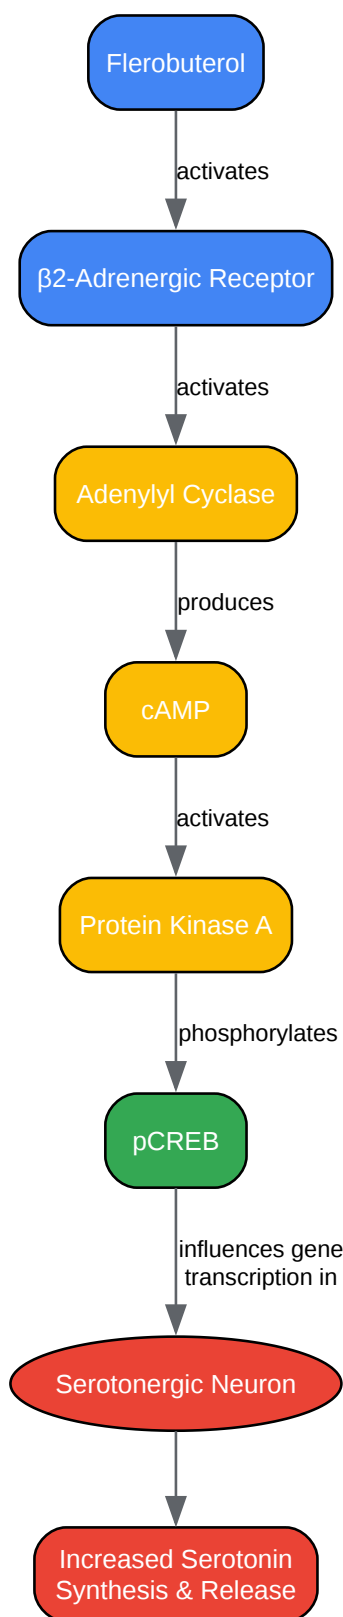 Flerobuterol
activates
β2-Adrenergic Receptor
activates
Adenylyl Cyclase
produces
cAMP
activates
Protein Kinase A
phosphorylates
pCREB
influences gene
transcription in
Serotonergic Neuron
Increased Serotonin
Synthesis & Release